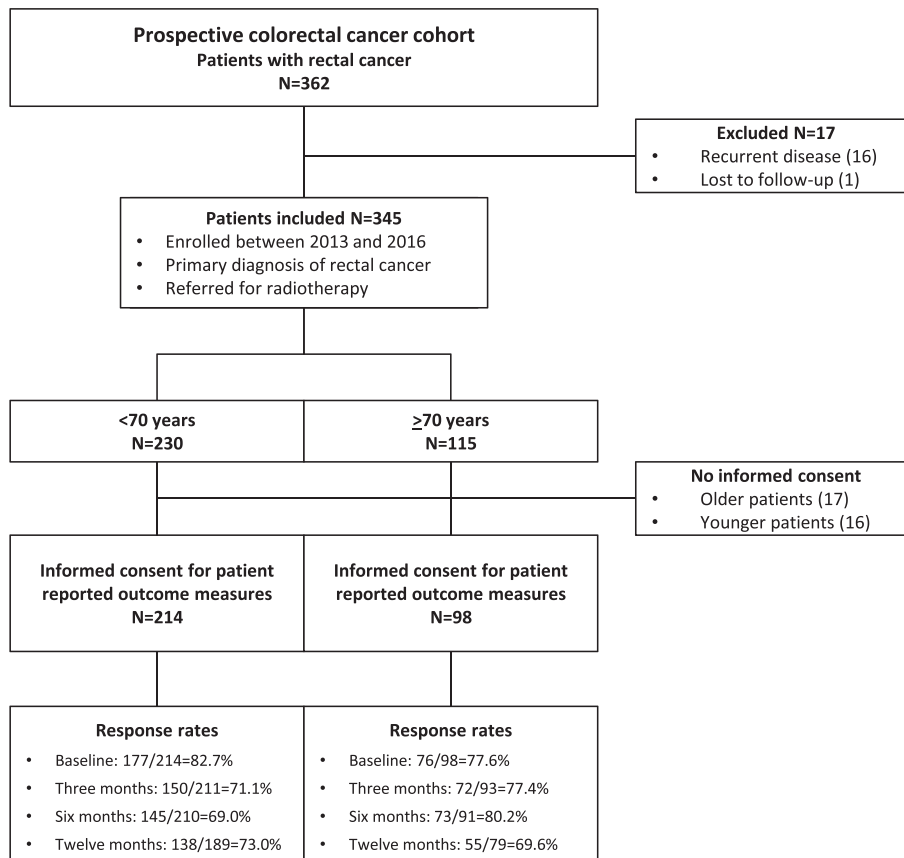 Prospective colorectal cancer cohort
Patients with rectal cancer
N=362
Excluded N=17
• Recurrent disease (16)
• Lost to follow-up (1)
Patients included N=345
• Enrolled between 2013 and 2016
• Primary diagnosis of rectal cancer
• Referred for radiotherapy
<70 years
N=230
≥70 years
N=115
No informed consent
• Older patients (17)
• Younger patients (16)
Informed consent for patient
reported outcome measures
N=214
Informed consent for patient
reported outcome measures
N=98
Response rates
• Baseline: 177/214=82.7%
• Three months: 150/211=71.1%
• Six months: 145/210=69.0%
• Twelve months: 138/189=73.0%
Response rates
• Baseline: 76/98=77.6%
• Three months: 72/93=77.4%
• Six months: 73/91=80.2%
• Twelve months: 55/79=69.6%